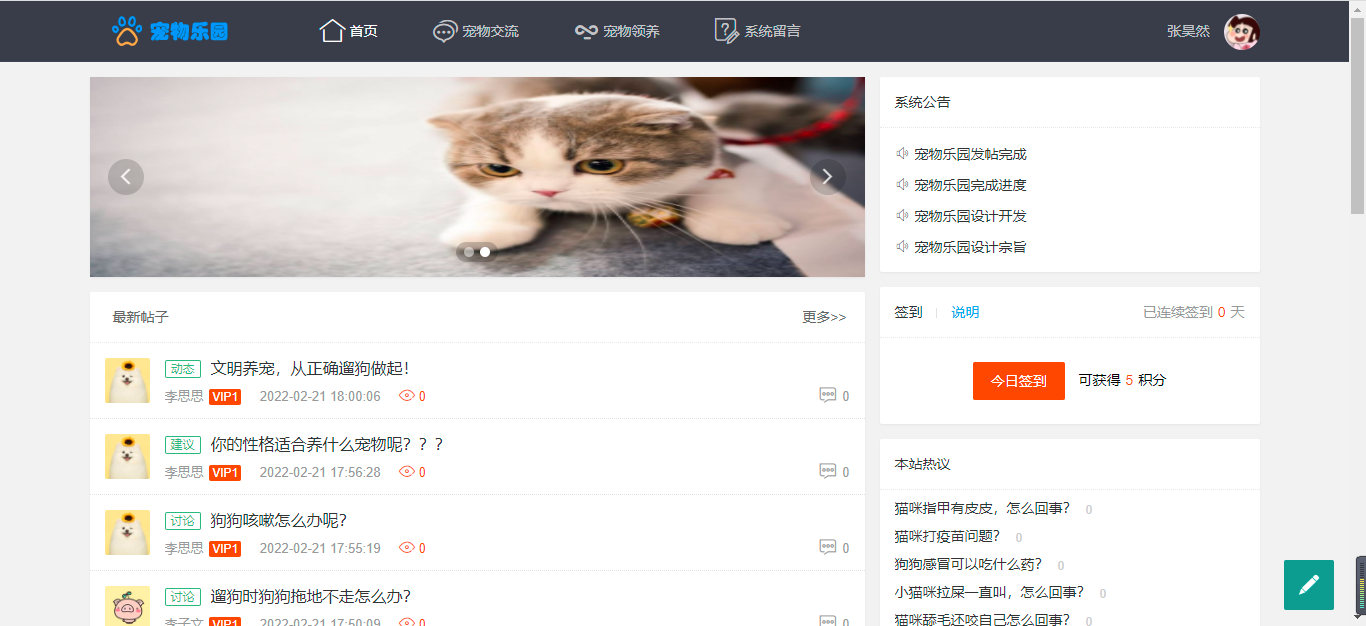 宠物乐园 首页 宠物交流 宠物领养 系统留言 张昊然
最新帖子 更多>>
动态 文明养宠，从正确遛狗做起！
李思思 VIP1 2022-02-21 18:00:06 0 0
建议 你的性格适合养什么宠物呢？？？
李思思 VIP1 2022-02-21 17:56:28 0 0
讨论 狗狗咳嗽怎么办呢？
李思思 VIP1 2022-02-21 17:55:19 0 0
讨论 遛狗时狗狗拖地不走怎么办？
李子文 VIP1 2022-02-21 17:50:09 0 0
系统公告
宠物乐园发帖完成
宠物乐园完成进度
宠物乐园设计开发
宠物乐园设计宗旨
签到 说明 已连续签到 0 天
今日签到 可获得 5 积分
本站热议
猫咪指甲有皮皮，怎么回事？ 0
猫咪打疫苗问题？ 0
狗狗感冒可以吃什么药？ 0
小猫咪拉屎一直叫，怎么回事？ 0
猫咪舔毛还咬自己怎么回事？ 0